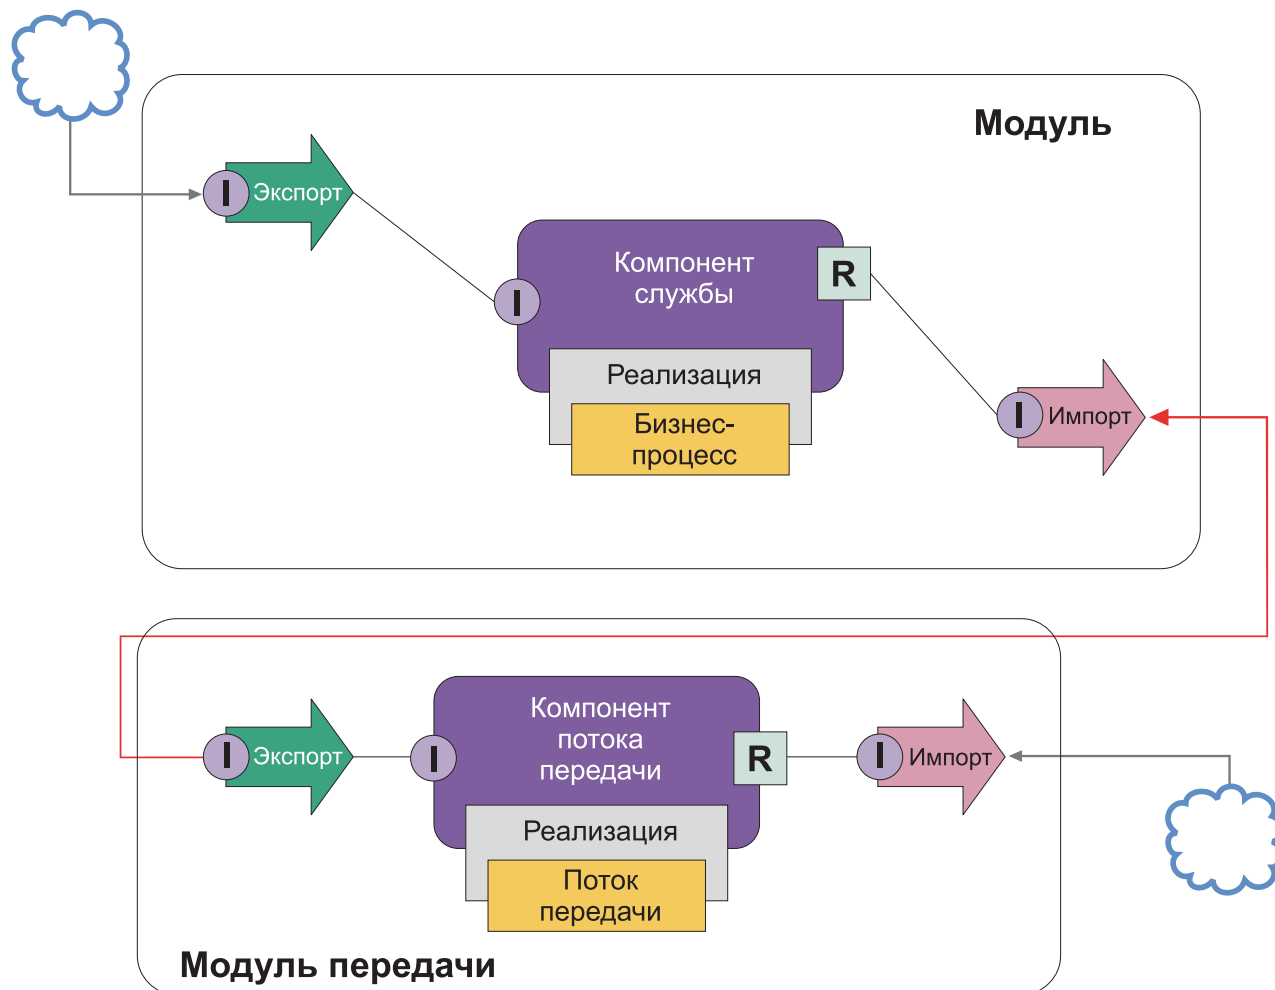 Модуль
I
Экспорт
Компонент
службы
I
R
Реализация
Бизнес-
процесс
I
Импорт
I
Экспорт
Компонент
потока
передачи
I
R
Реализация
Поток
передачи
I
Импорт
Модуль передачи